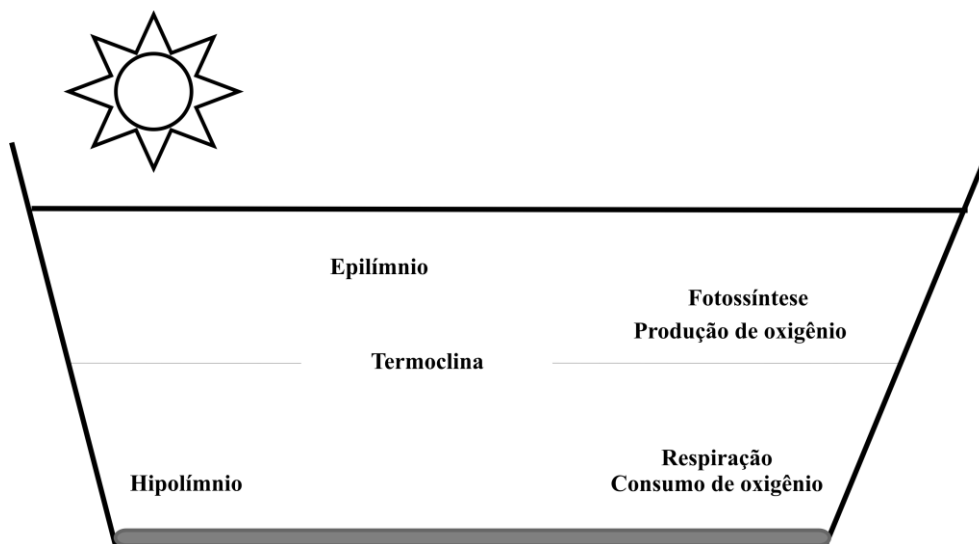 Epilímnio
Fotossíntese
Produção de oxigênio
Termoclina
Respiração
Hipolímnio
Consumo de oxigênio